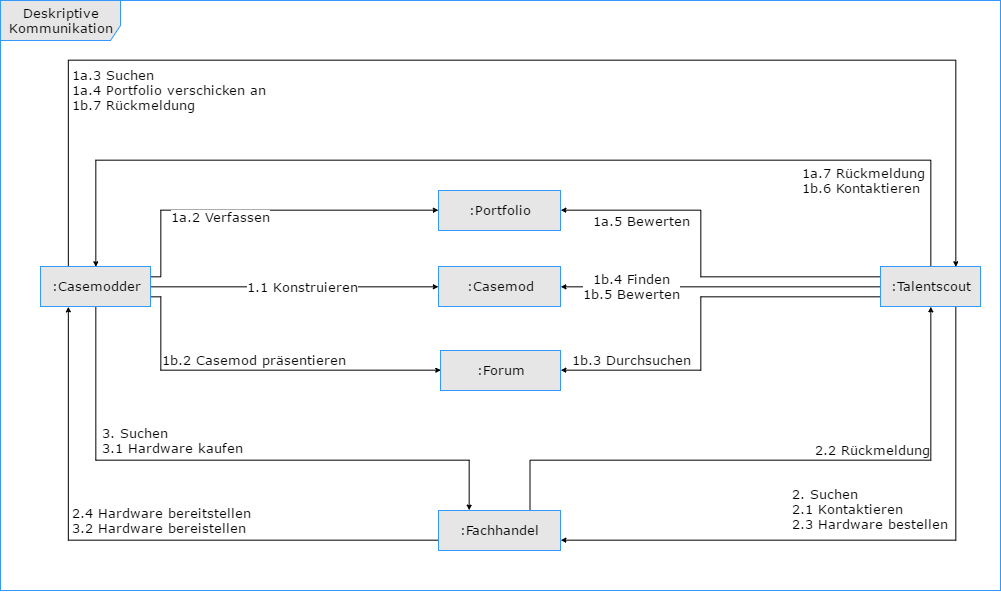 Deskriptive
Kommunikation
1a.3 Suchen
1a.4 Portfolio verschicken an
1b.7 Rückmeldung
1a.7 Rückmeldung
1b.6 Kontaktieren
:Portfolio
1a.2 Verfassen
1a.5 Bewerten
:Casemodder
1.1 Konstruieren
:Casemod
1b.4 Finden
1b.5 Bewerten
:Talentscout
1b.2 Casemod präsentieren
:Forum
1b.3 Durchsuchen
3. Suchen
3.1 Hardware kaufen
2.2 Rückmeldung
2.4 Hardware bereitstellen
3.2 Hardware bereistellen
:Fachhandel
2. Suchen
2.1 Kontaktieren
2.3 Hardware bestellen